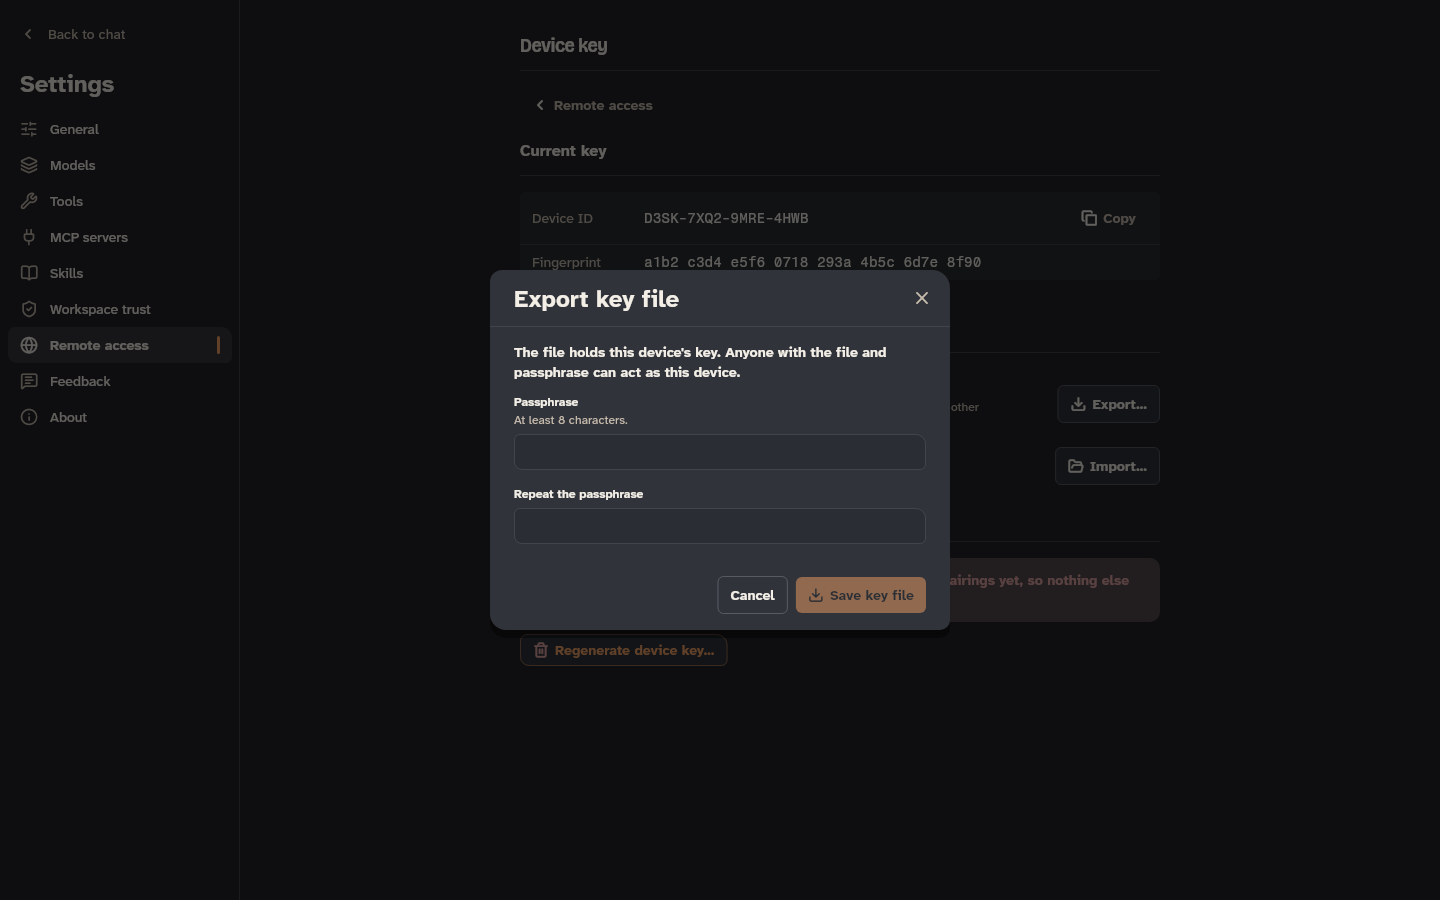 Back to chat
Settings
General
Models
Tools
MCP servers
Skills
Workspace trust
Remote access
Feedback
About
Device key
Remote access
Current key
Device ID D3SK-7XQ2-9MRE-4HWB Copy
Fingerprint a1b2 c3d4 e5f6 0718 293a 4b5c 6d7e 8f90
Export key file
The file holds this device's key. Anyone with the file and
passphrase can act as this device.
Passphrase
At least 8 characters.
Repeat the passphrase
Cancel
Save key file
other
Export...
Import...
yet, so nothing else
Regenerate device key...